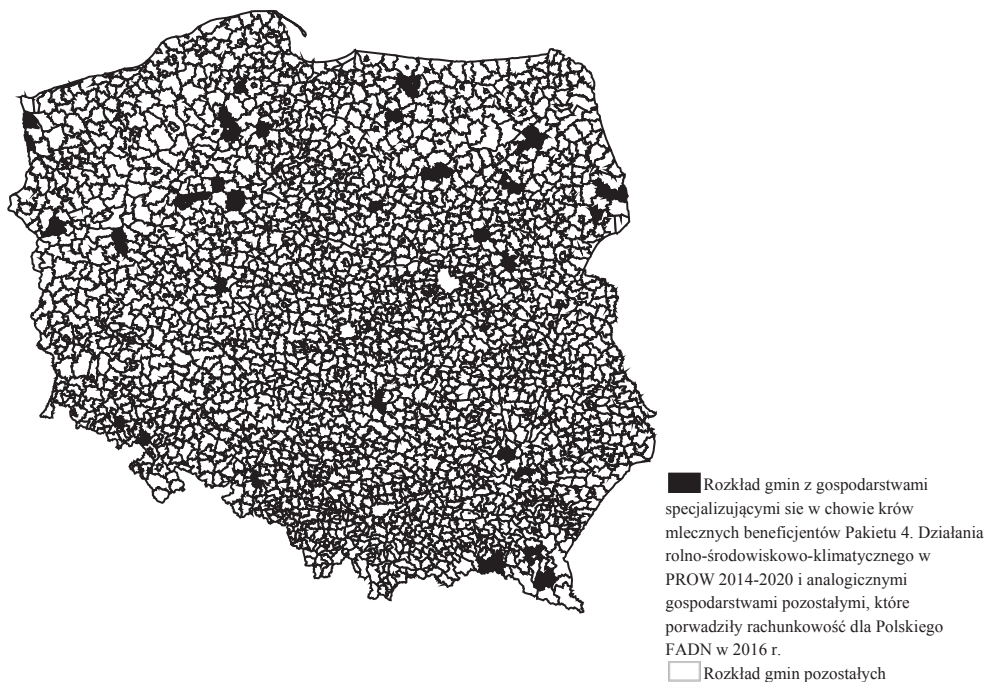 Rozkład gmin z gospodarstwami
specjalizującymi sie w chowie krów
mlecznych beneficjentów Pakietu 4. Działania
rolno-środowiskowo-klimatycznego w
PROW 2014-2020 i analogicznymi
gospodarstwami pozostałymi, które
porwadziły rachunkowość dla Polskiego
FADN w 2016 r.
Rozkład gmin pozostałych